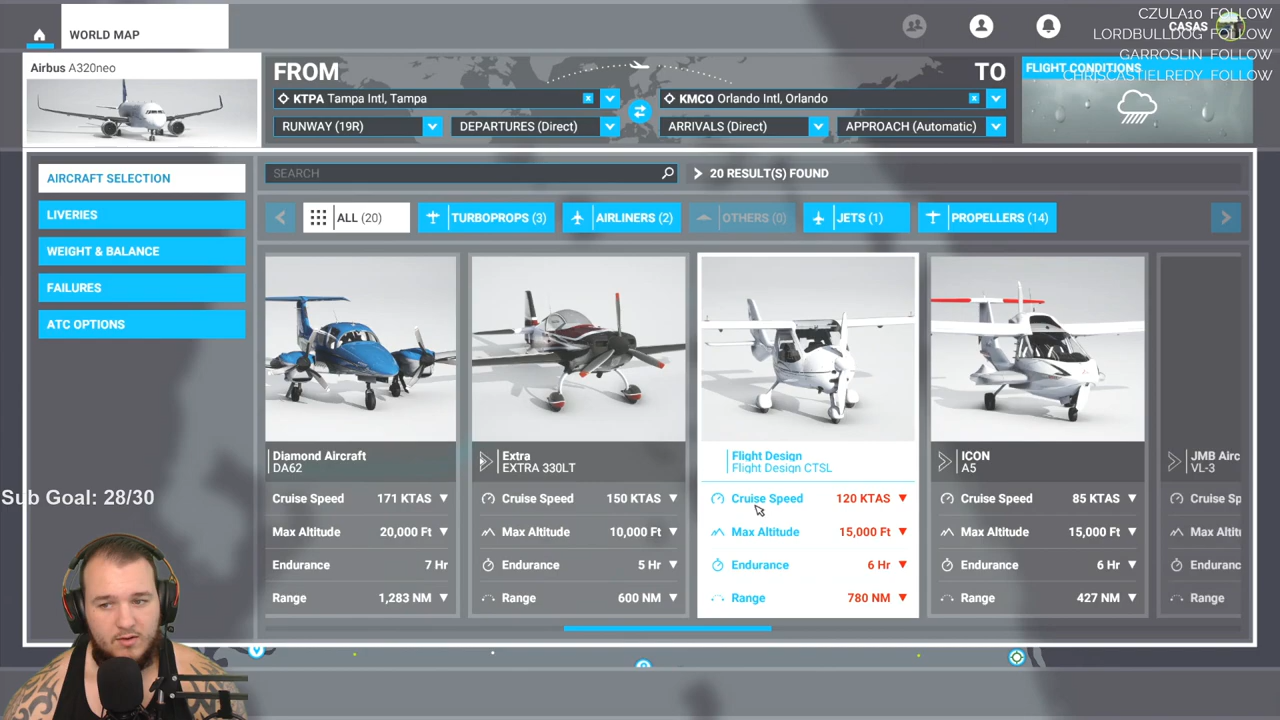 WORLD MAP
CZULA10 FOLLOW
CASAS
LORDBULLDOG FOLLOW
GARROSLIN FOLLOW
CHRISCASTIELREDY FOLLOW
Airbus A320neo
FROM
TO
FLIGHT CONDITIONS
KTPA Tampa Intl, Tampa
x
KMCO Orlando Intl, Orlando
x
RUNWAY (19R)
DEPARTURES (Direct)
ARRIVALS (Direct)
APPROACH (Automatic)
AIRCRAFT SELECTION
LIVERIES
WEIGHT & BALANCE
FAILURES
ATC OPTIONS
SEARCH
20 RESULT(S) FOUND
ALL (20)
TURBOPROPS (3)
AIRLINERS (2)
OTHERS (0)
JETS (1)
PROPELLERS (14)
Diamond Aircraft
DA62
Cruise Speed 171 KTAS
Max Altitude 20,000 Ft
Endurance 7 Hr
Range 1,283 NM
Extra
EXTRA 330LT
Cruise Speed 150 KTAS
Max Altitude 10,000 Ft
Endurance 5 Hr
Range 600 NM
Flight Design
Flight Design CTSL
Cruise Speed 120 KTAS
Max Altitude 15,000 Ft
Endurance 6 Hr
Range 780 NM
ICON
A5
Cruise Speed 85 KTAS
Max Altitude 15,000 Ft
Endurance 6 Hr
Range 427 NM
JMB Airc
VL-3
Cruise Sp
Max Altit
Enduranc
Range
Sub Goal: 28/30